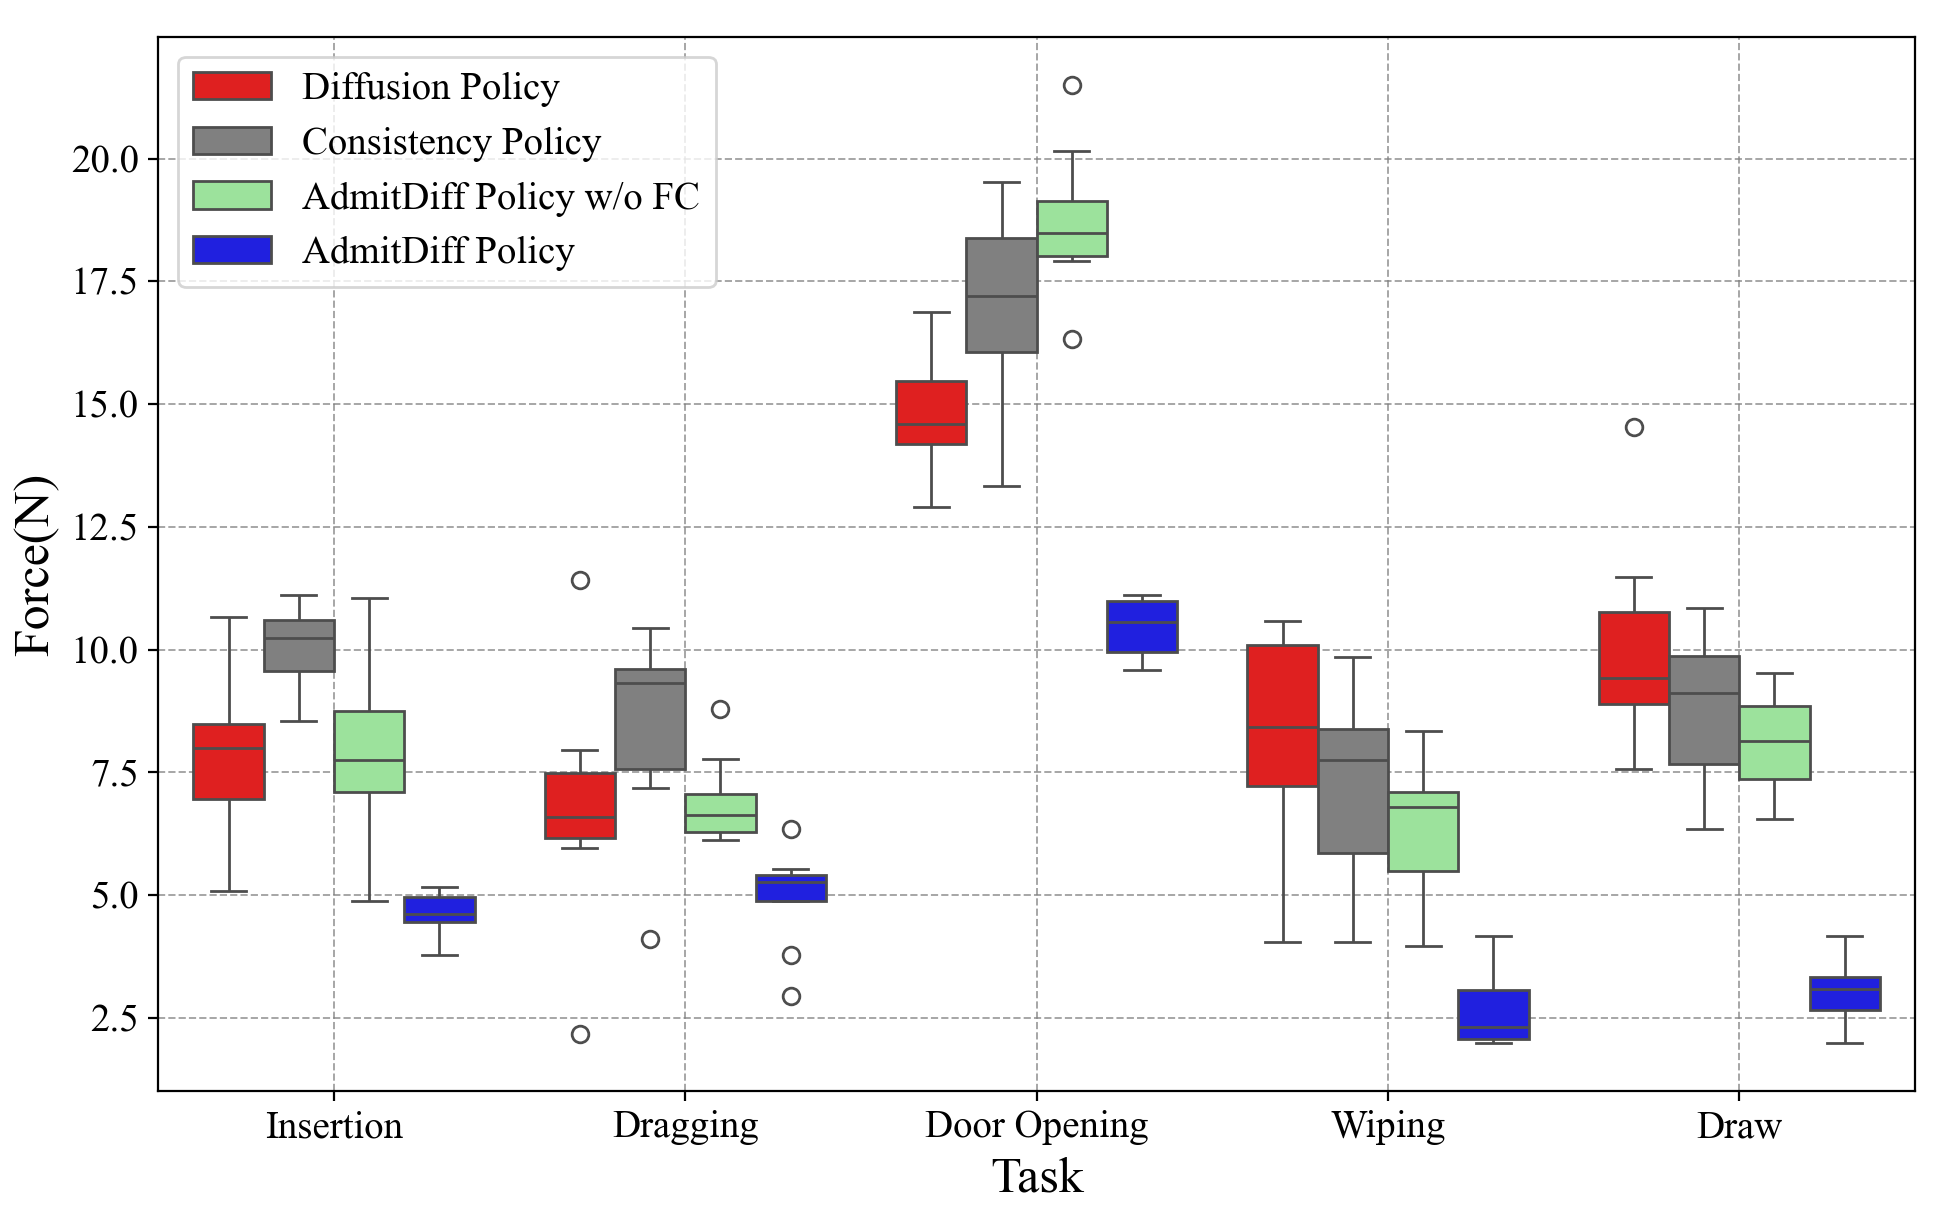 Diffusion Policy
Consistency Policy
AdmitDiff Policy w/o FC
AdmitDiff Policy
20.0
17.5
15.0
12.5
10.0
7.5
5.0
2.5
Force(N)
Insertion Dragging Door Opening Wiping Draw
Task